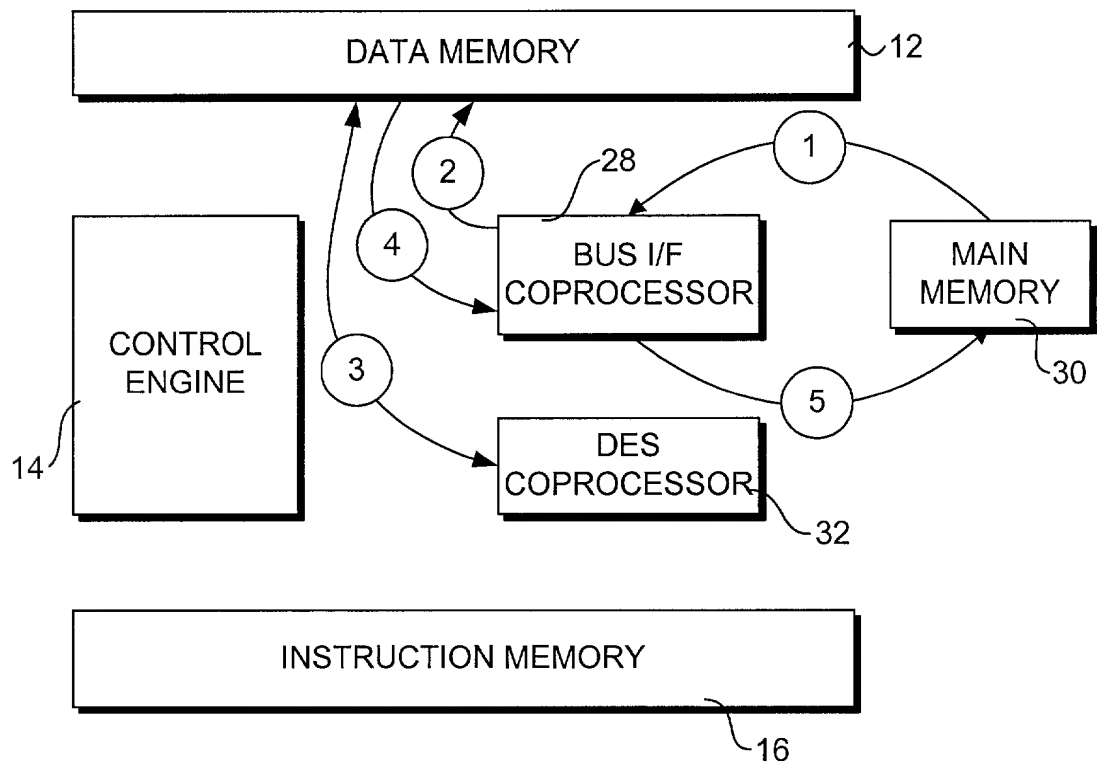 DATA MEMORY
12
1
2
28
4
BUS I/F
COPROCESSOR
MAIN
MEMORY
CONTROL
ENGINE
3
30
5
14
DES
COPROCESSOR
32
INSTRUCTION MEMORY
16